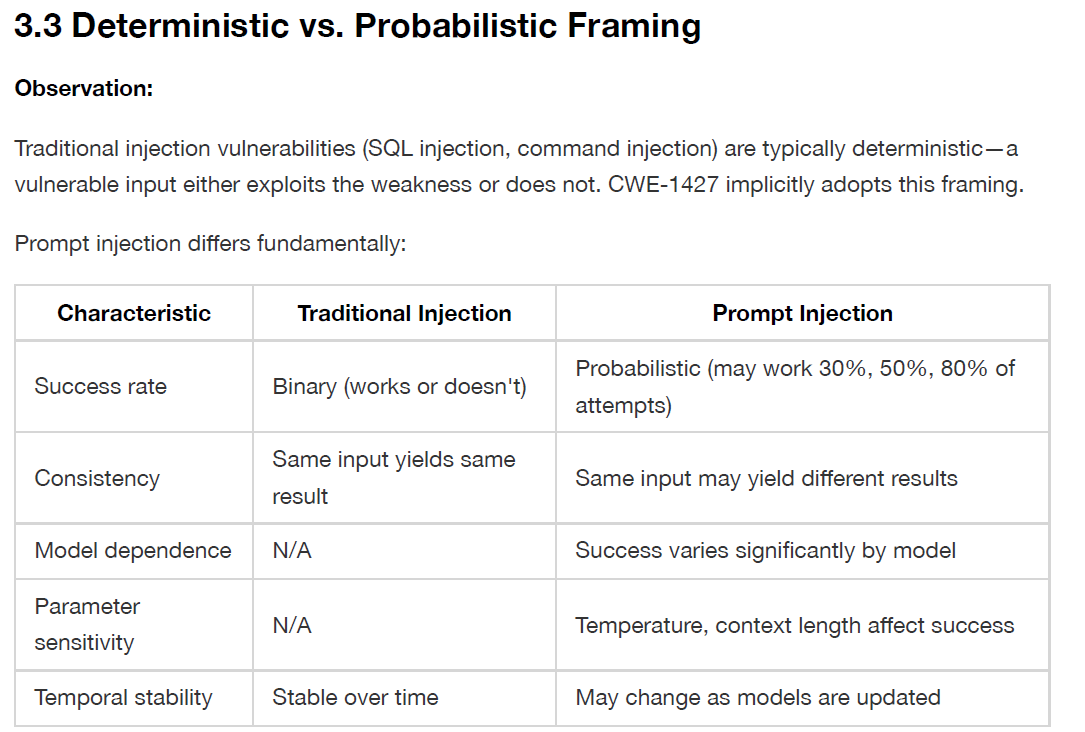 3.3 Deterministic vs. Probabilistic Framing
Observation:
Traditional injection vulnerabilities (SQL injection, command injection) are typically deterministic—a
vulnerable input either exploits the weakness or does not. CWE-1427 implicitly adopts this framing.
Prompt injection differs fundamentally:
Characteristic
Traditional Injection
Prompt Injection
Success rate
Binary (works or doesn't)
Probabilistic (may work 30%, 50%, 80% of
attempts)
Consistency
Same input yields same
result
Same input may yield different results
Model dependence
N/A
Success varies significantly by model
Parameter
sensitivity
N/A
Temperature, context length affect success
Temporal stability
Stable over time
May change as models are updated